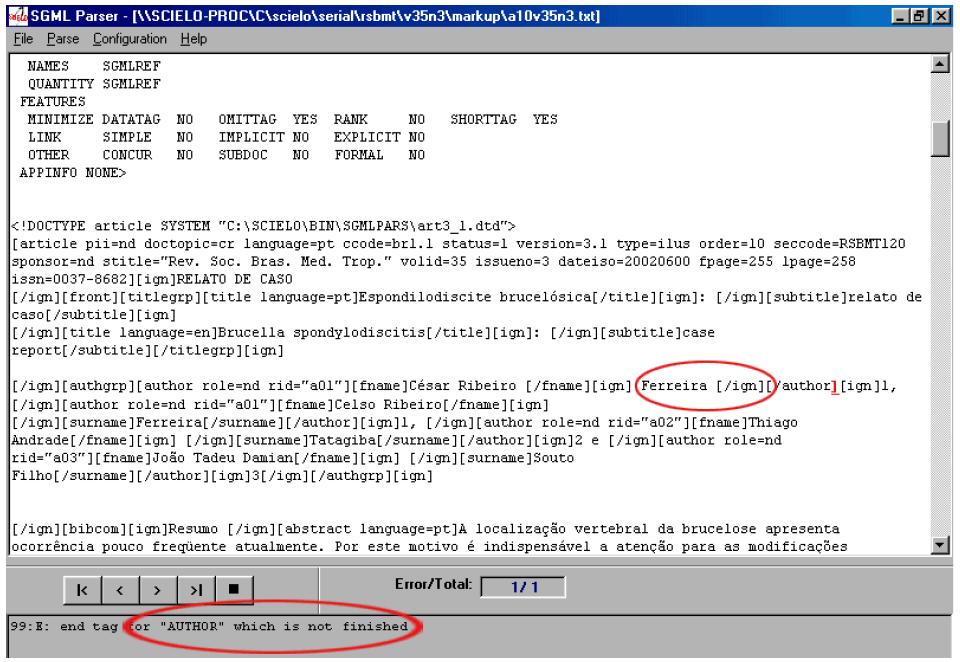 SGML Parser - [\\SCIELO-PROC\C\scielo\serial\rsbmt\v35n3\markup\a10v35n3.txt]
File Parse Configuration Help
NAMES SGMLREF
QUANTITY SGMLREF
FEATURES
MINIMIZE DATATAG NO OMITTAG YES RANK NO SHORTTAG YES
LINK SIMPLE NO IMPLICIT NO EXPLICIT NO
OTHER CONCUR NO SUBDOC NO FORMAL NO
APPINFO NONE>
<!DOCTYPE article SYSTEM "C:\SCIELO\BIN\SGMLPARS\art3_1.dtd">
[article pii=nd doctopic=cr language=pt ccode=br1.1 status=1 version=3.1 type=ilus order=10 seccode=RSBMT120
sponsor=nd stitle="Rev. Soc. Bras. Med. Trop." volid=35 issueno=3 dateiso=20020600 fpage=255 lpage=258
issn=0037-8682][ign]RELATO DE CASO
[/ign][front][titlegrp][title language=pt]Espondilodiscite brucelósica[/title][ign]: [/ign][subtitle]relato de
caso[/subtitle][ign]
[/ign][title language=en]Brucella spondylodiscitis[/title][ign]: [/ign][subtitle]case
report[/subtitle][/titlegrp][ign]
[/ign][authgrp][author role=nd rid="a01"][fname]César Ribeiro [/fname][ign] Ferreira [/ign][/author][ign]1,
[/ign][author role=nd rid="a01"][fname]Celso Ribeiro[/fname][ign]
[/ign][surname]Ferreira[/surname][/author][ign]1, [/ign][author role=nd rid="a02"][fname]Thiago
Andrade[/fname][ign] [/ign][surname]Tatagiba[/surname][/author][ign]2 e [/ign][author role=nd
rid="a03"][fname]João Tadeu Damian[/fname][ign] [/ign][surname]Souto
Filho[/surname][/author][ign]3[/ign][/authgrp][ign]
[/ign][bibcom][ign]Resumo [/ign][abstract language=pt]A localização vertebral da brucelose apresenta
ocorrência pouco freqüente atualmente. Por este motivo é indispensável a atenção para as modificações
Error/Total: 1/ 1
99:E: end tag for "AUTHOR" which is not finished